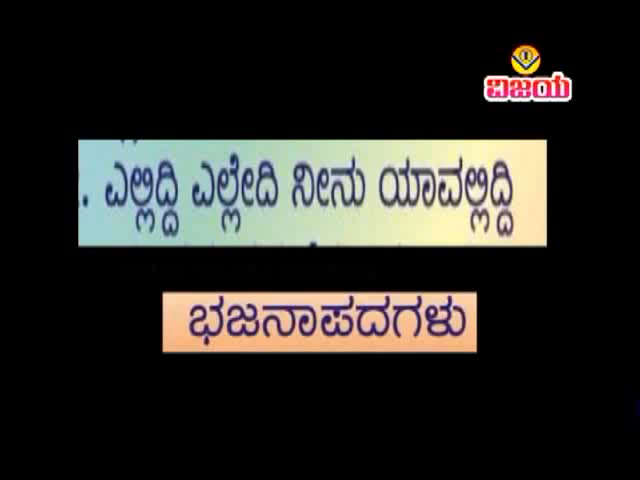 ವಿಜಯ
. ಎಲ್ಲಿದ್ದಿ ಎಲ್ಲೇದಿ ನೀನು ಯಾವಲ್ಲಿದ್ದಿ
ಭಜನಾಪದಗಳು